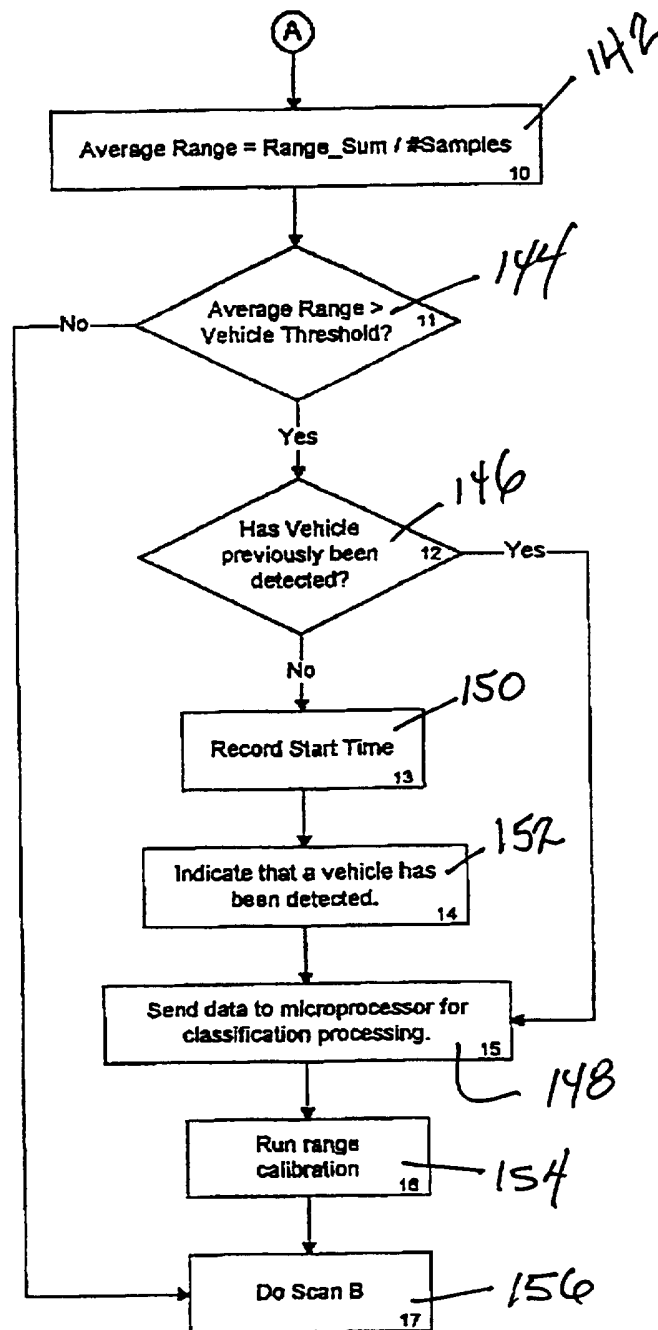 A
142
Average Range = Range_Sum / #Samples
10
144
Average Range >
Vehicle Threshold?
11
No
Yes
146
Has Vehicle
previously been
detected?
12
Yes
No
150
Record Start Time
13
152
Indicate that a vehicle has
been detected.
14
Send data to microprocessor for
classification processing.
15
148
Run range
calibration
16
154
Do Scan B
17
156